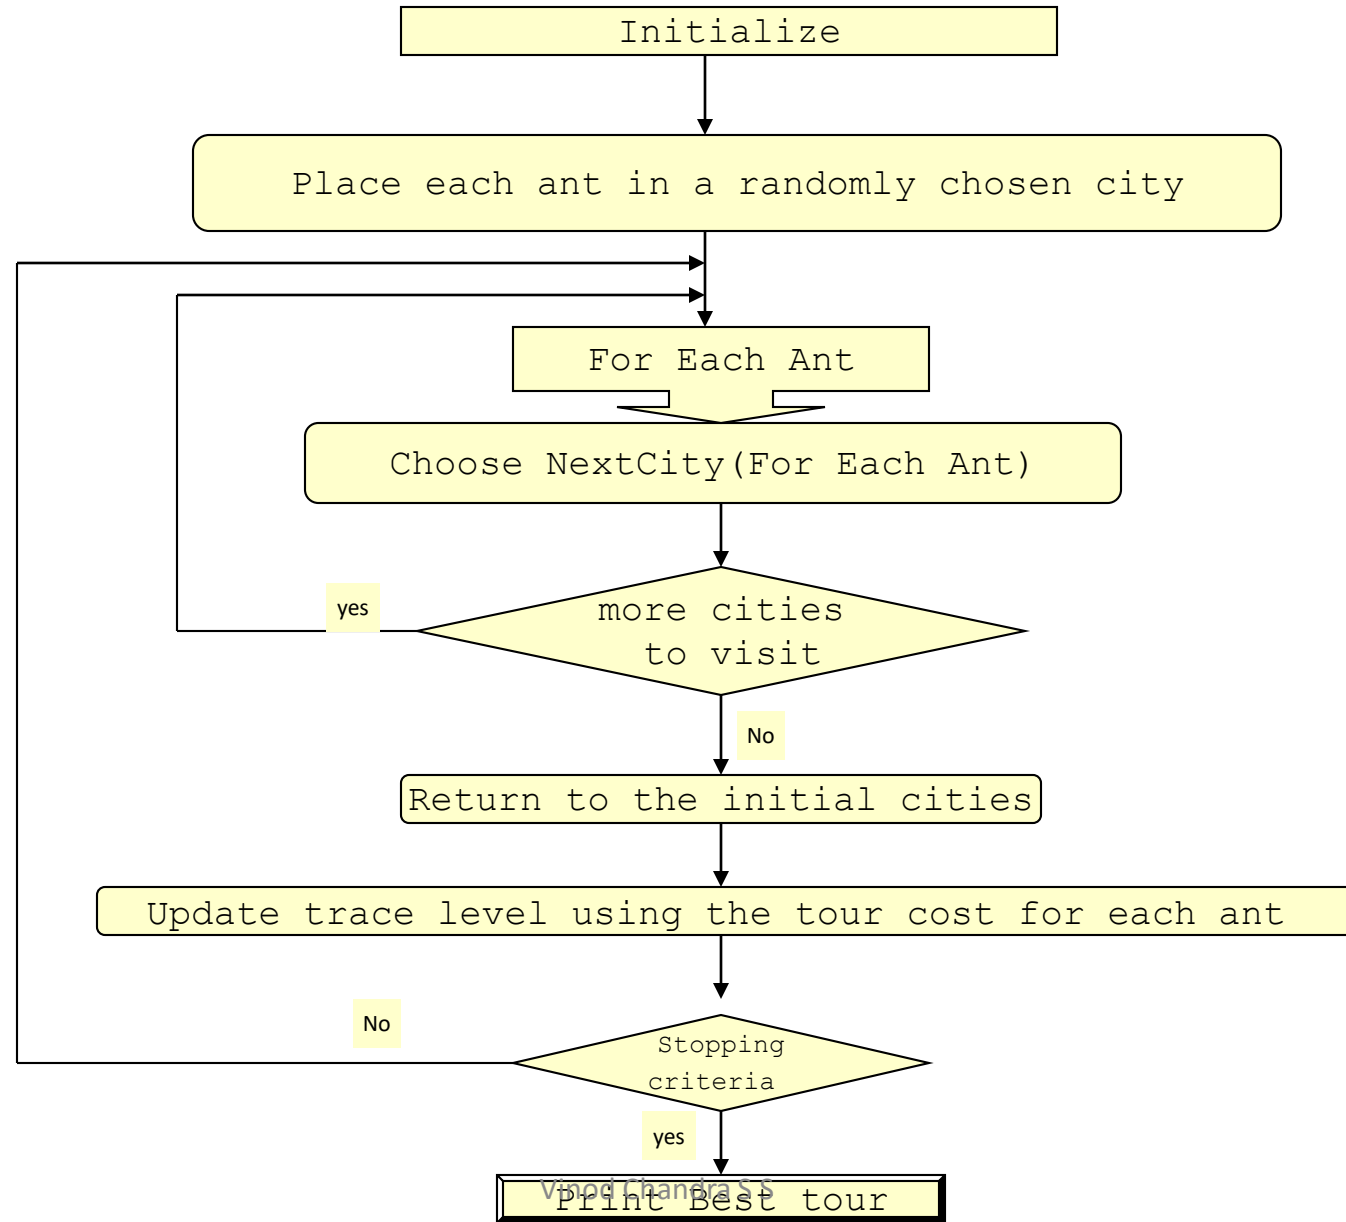 Initialize
Place each ant in a randomly chosen city
For Each Ant
Choose NextCity(For Each Ant)
yes
more cities
to visit
No
Return to the initial cities
Update trace level using the tour cost for each ant
No
Stopping
criteria
yes
Print Best tour
Vinod Chandra S S